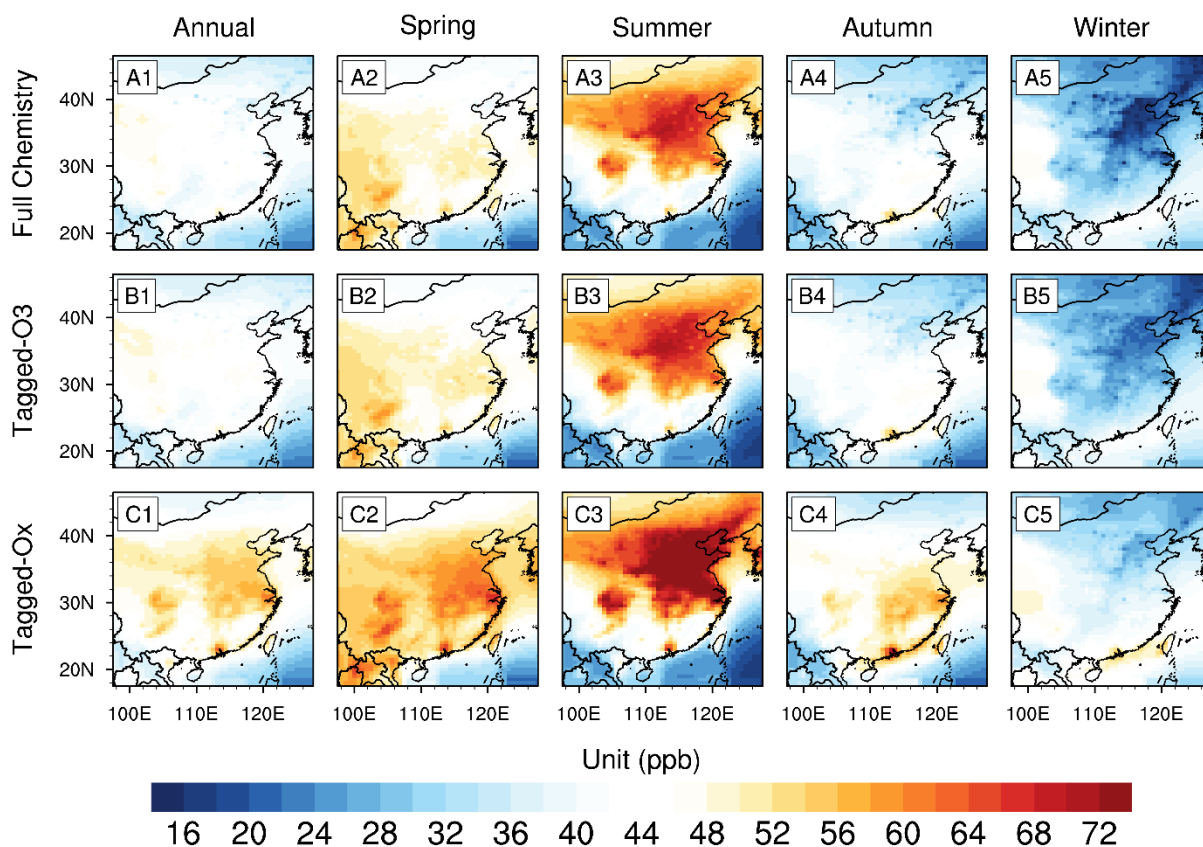 Annual Spring Summer Autumn Winter
Full Chemistry
40N
30N
20N
A1 A2 A3 A4 A5
Tagged-O3
40N
30N
20N
B1 B2 B3 B4 B5
Tagged-Ox
40N
30N
20N
C1 C2 C3 C4 C5
100E 110E 120E 100E 110E 120E 100E 110E 120E 100E 110E 120E 100E 110E 120E
Unit (ppb)
16 20 24 28 32 36 40 44 48 52 56 60 64 68 72